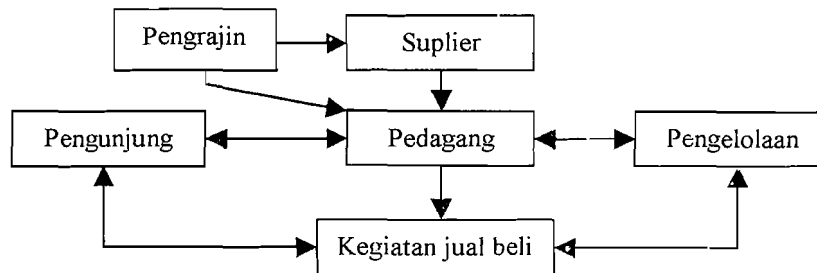 Pengrajin
Suplier
Pengunjung
Pedagang
Pengelolaan
Kegiatan jual beli